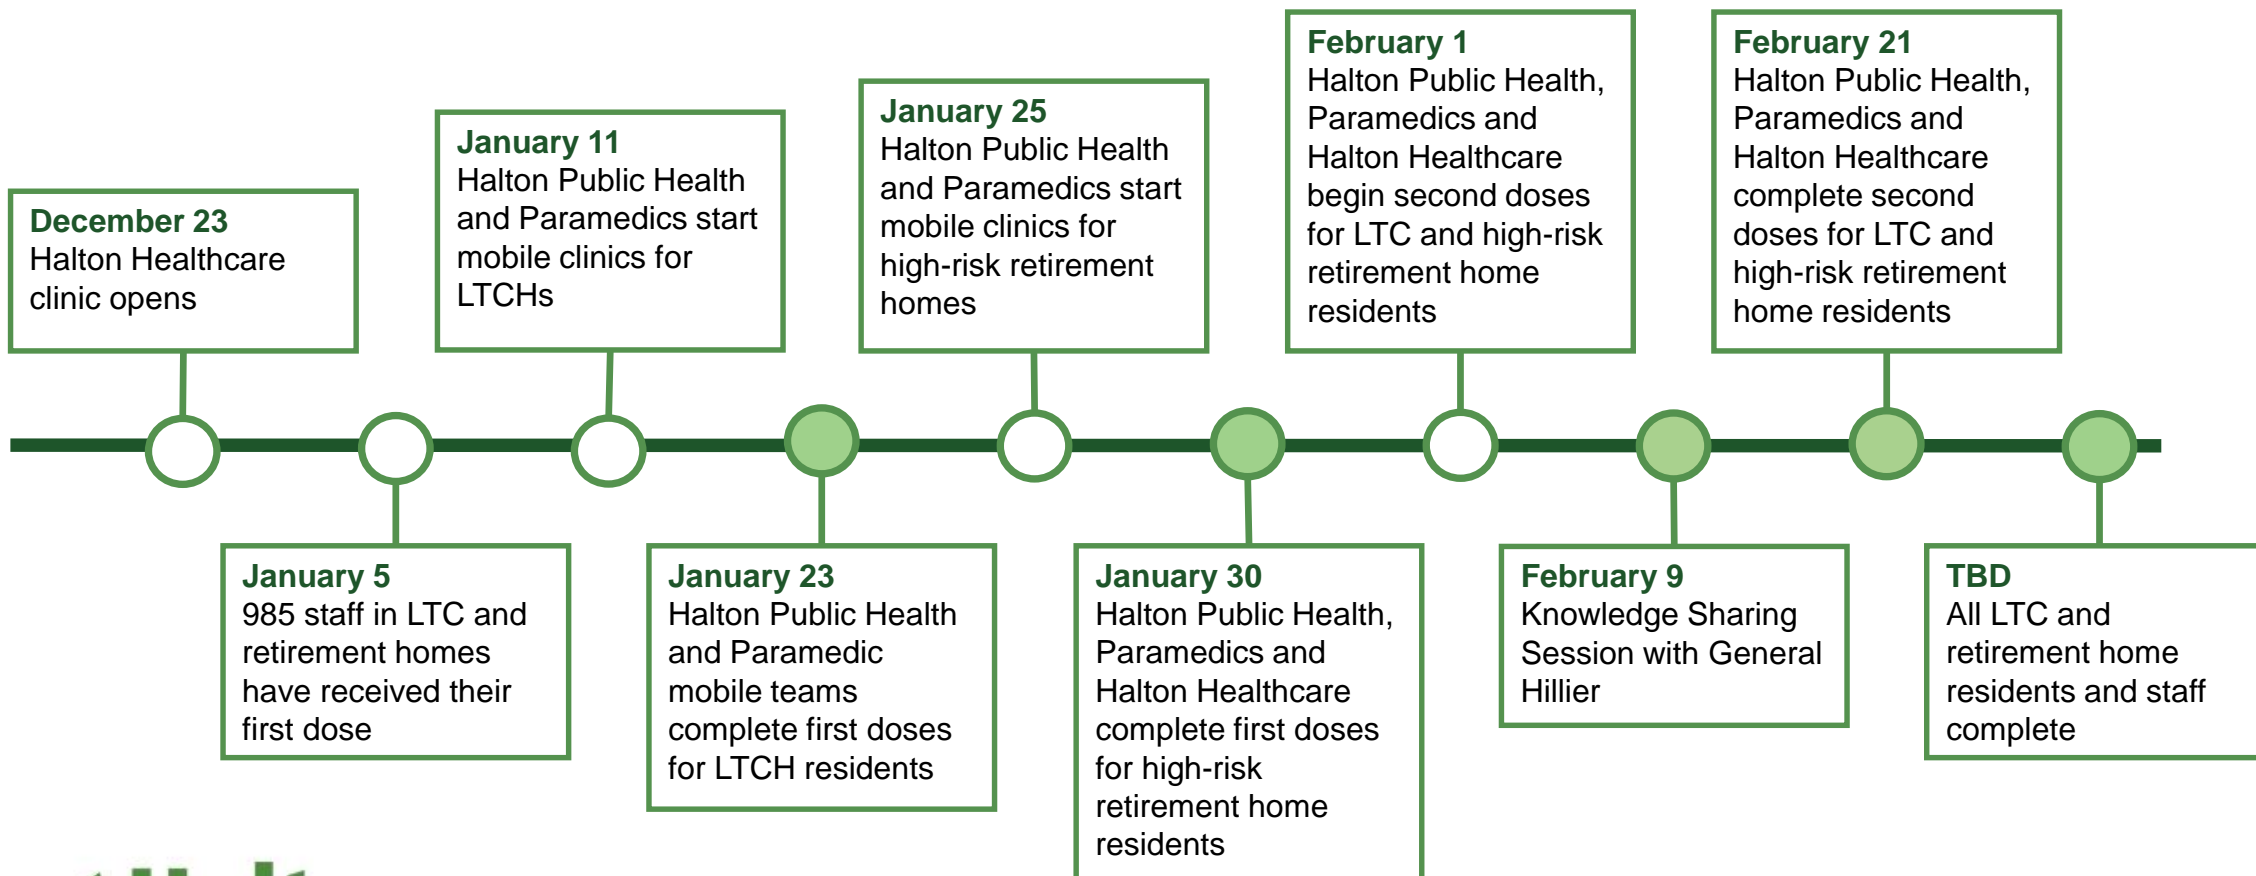 December 23
Halton Healthcare
clinic opens
January 5
985 staff in LTC and
retirement homes
have received their
first dose
January 11
Halton Public Health
and Paramedics start
mobile clinics for
LTCHs
January 23
Halton Public Health
and Paramedic
mobile teams
complete first doses
for LTCH residents
January 25
Halton Public Health
and Paramedics start
mobile clinics for
high-risk retirement
homes
January 30
Halton Public Health,
Paramedics and
Halton Healthcare
complete first doses
for high-risk
retirement home
residents
February 1
Halton Public Health,
Paramedics and
Halton Healthcare
begin second doses
for LTC and high-risk
retirement home
residents
February 9
Knowledge Sharing
Session with General
Hillier
February 21
Halton Public Health,
Paramedics and
Halton Healthcare
complete second
doses for LTC and
high-risk retirement
home residents
TBD
All LTC and
retirement home
residents and staff
complete